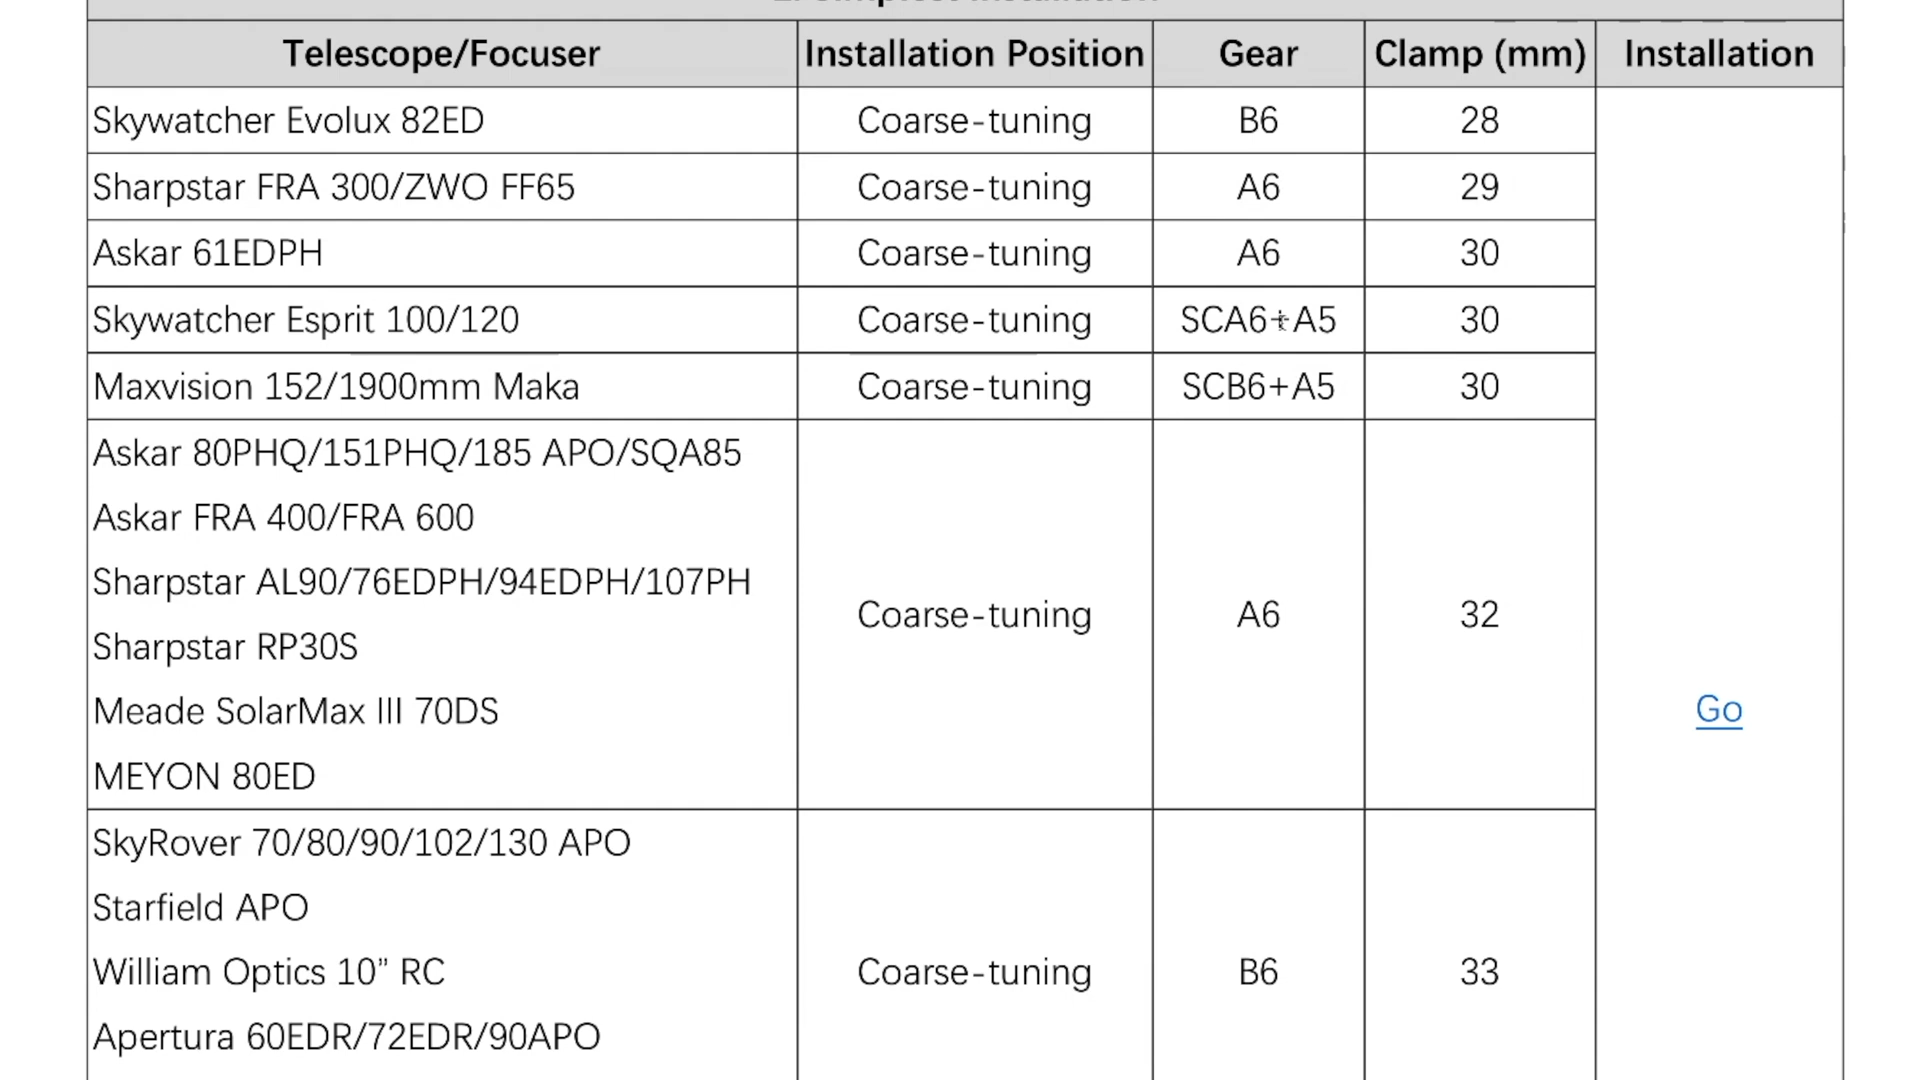 Telescope/Focuser Installation Position Gear Clamp (mm) Installation
Skywatcher Evolux 82ED Coarse-tuning B6 28
Sharpstar FRA 300/ZWO FF65 Coarse-tuning A6 29
Askar 61EDPH Coarse-tuning A6 30
Skywatcher Esprit 100/120 Coarse-tuning SCA6+A5 30
Maxvision 152/1900mm Maka Coarse-tuning SCB6+A5 30
Askar 80PHQ/151PHQ/185 APO/SQA85
Askar FRA 400/FRA 600
Sharpstar AL90/76EDPH/94EDPH/107PH
Coarse-tuning A6 32
Sharpstar RP30S
Meade SolarMax III 70DS
Go
MEYON 80ED
SkyRover 70/80/90/102/130 APO
Starfield APO
William Optics 10” RC Coarse-tuning B6 33
Apertura 60EDR/72EDR/90APO